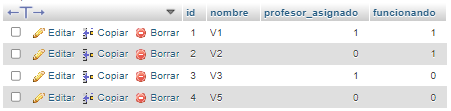 id nombre profesor_asignado funcionando
Editar Copiar Borrar 1 V1 1 1
Editar Copiar Borrar 2 V2 0 1
Editar Copiar Borrar 3 V3 1 0
Editar Copiar Borrar 4 V5 0 0